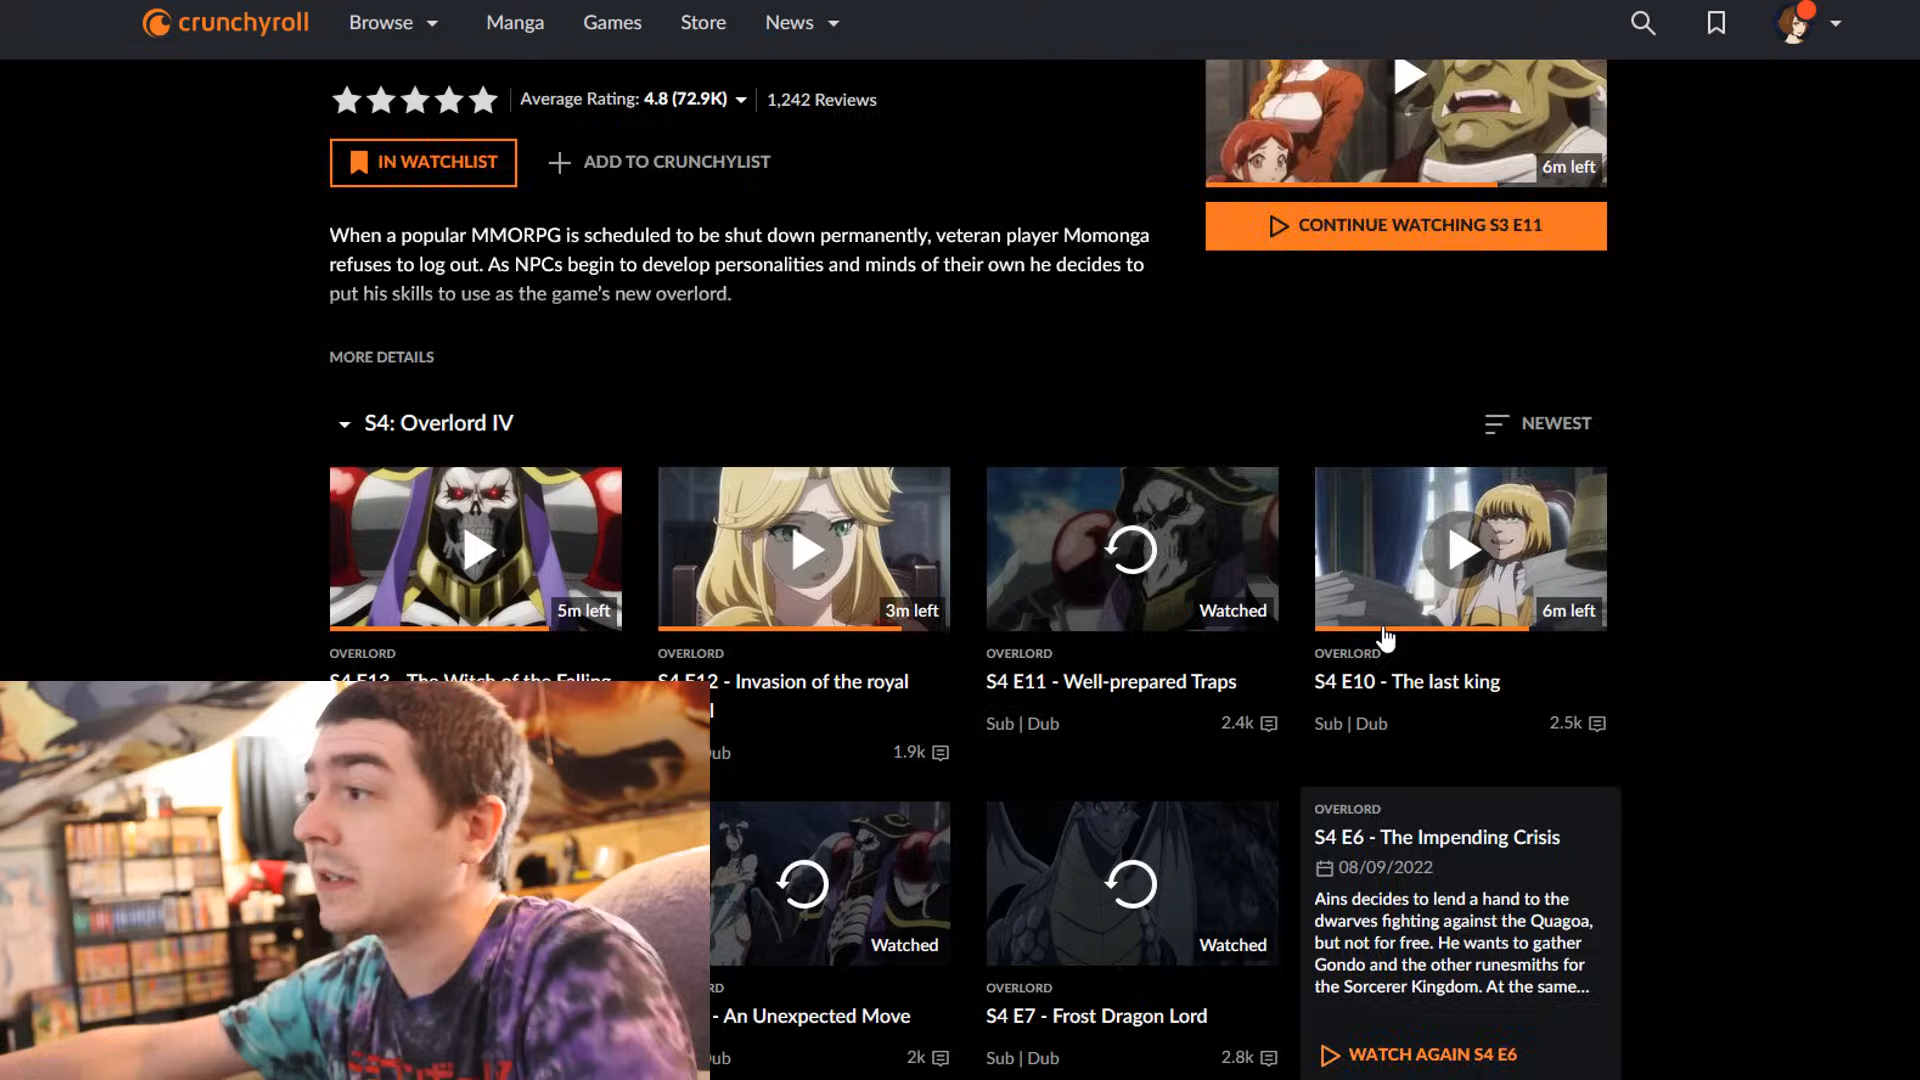 crunchyroll
Browse
Manga
Games
Store
News
Average Rating: 4.8 (72.9K)
1,242 Reviews
IN WATCHLIST
ADD TO CRUNCHYLIST
6m left
CONTINUE WATCHING S3 E11
When a popular MMORPG is scheduled to be shut down permanently, veteran player Momonga
refuses to log out. As NPCs begin to develop personalities and minds of their own he decides to
put his skills to use as the game's new overlord.
MORE DETAILS
S4: Overlord IV
NEWEST
5m left
3m left
Watched
6m left
OVERLORD
S4 E13 - The Witch of the Falling
OVERLORD
S4 E12 - Invasion of the royal
1.9k
OVERLORD
S4 E11 - Well-prepared Traps
Sub | Dub
2.4k
OVERLORD
S4 E10 - The last king
Sub | Dub
2.5k
Watched
- An Unexpected Move
2k
Watched
OVERLORD
S4 E7 - Frost Dragon Lord
Sub | Dub
2.8k
OVERLORD
S4 E6 - The Impending Crisis
08/09/2022
Ains decides to lend a hand to the
dwarves fighting against the Quagoa,
but not for free. He wants to gather
Gondo and the other runesmiths for
the Sorcerer Kingdom. At the same...
WATCH AGAIN S4 E6